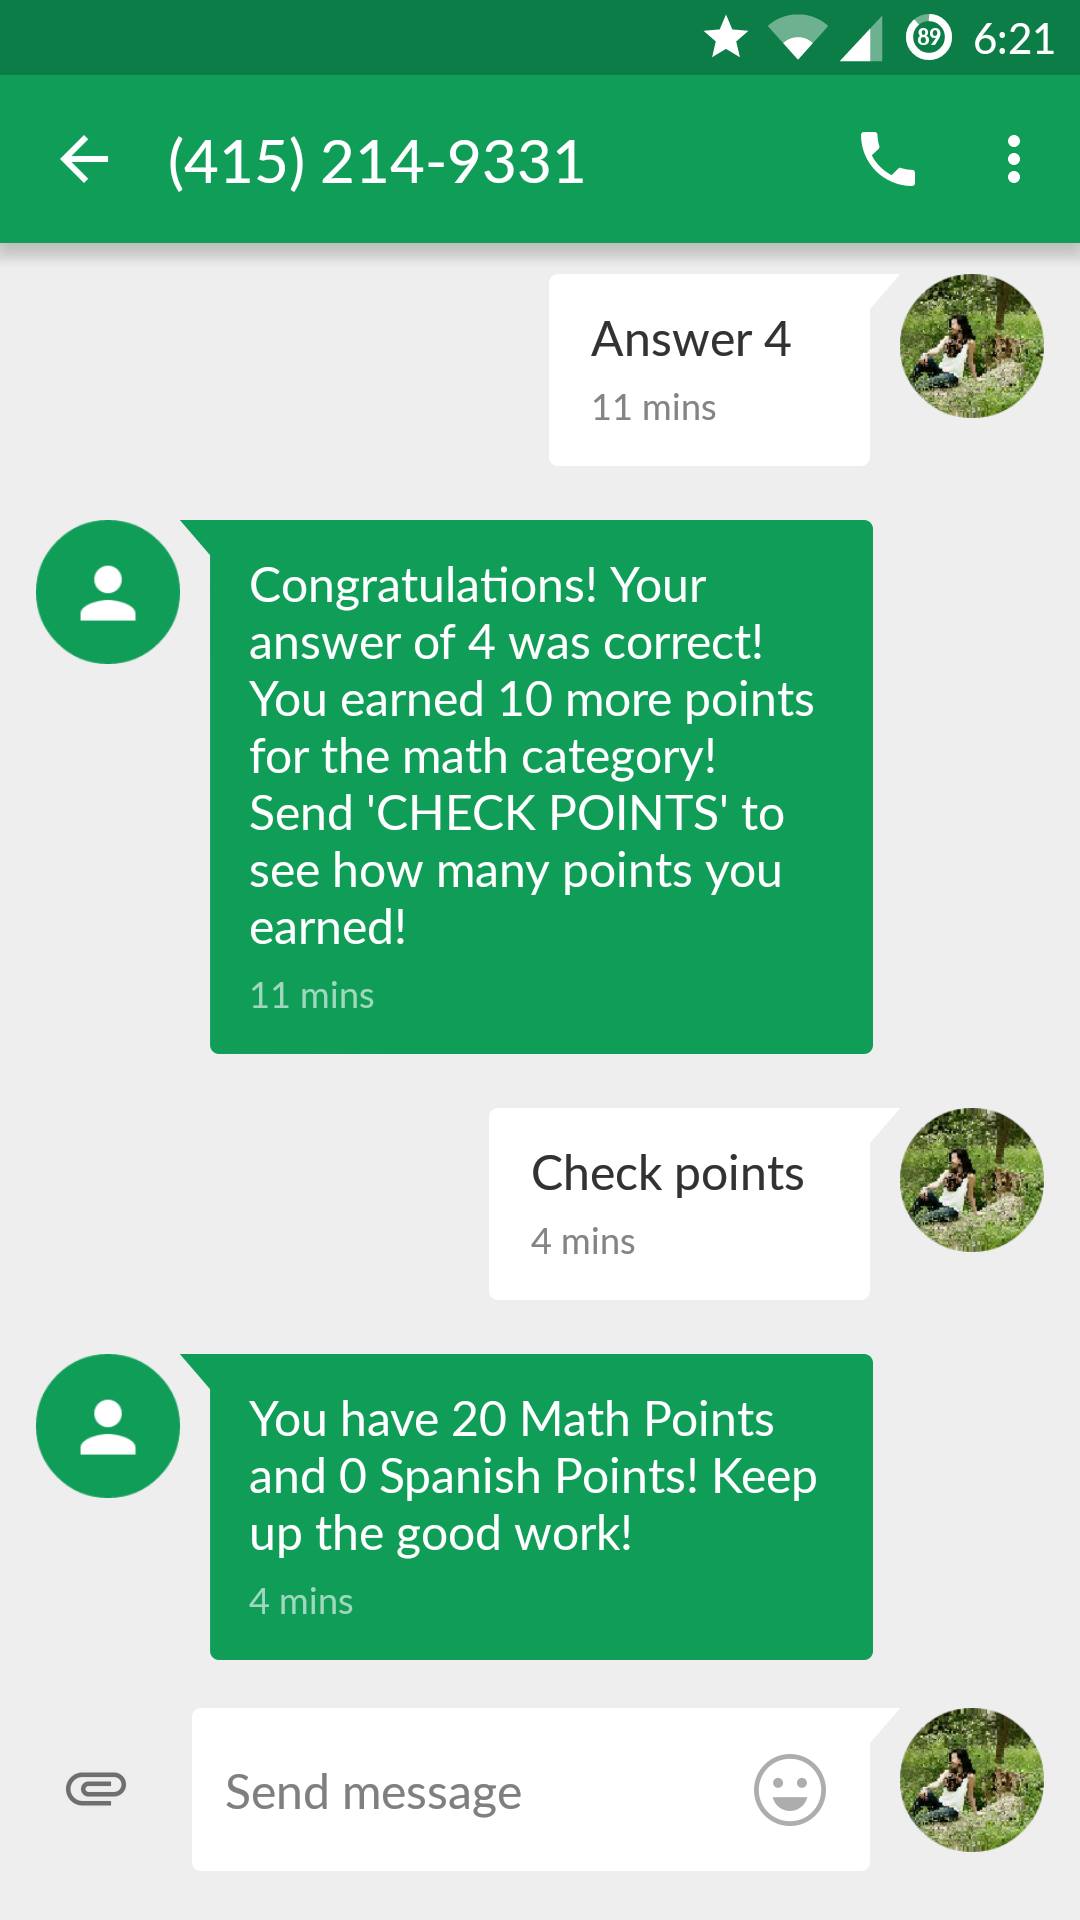 89 6:21
(415) 214-9331
Answer 4
11 mins
Congratulations! Your
answer of 4 was correct!
You earned 10 more points
for the math category!
Send 'CHECK POINTS' to
see how many points you
earned!
11 mins
Check points
4 mins
You have 20 Math Points
and 0 Spanish Points! Keep
up the good work!
4 mins
Send message